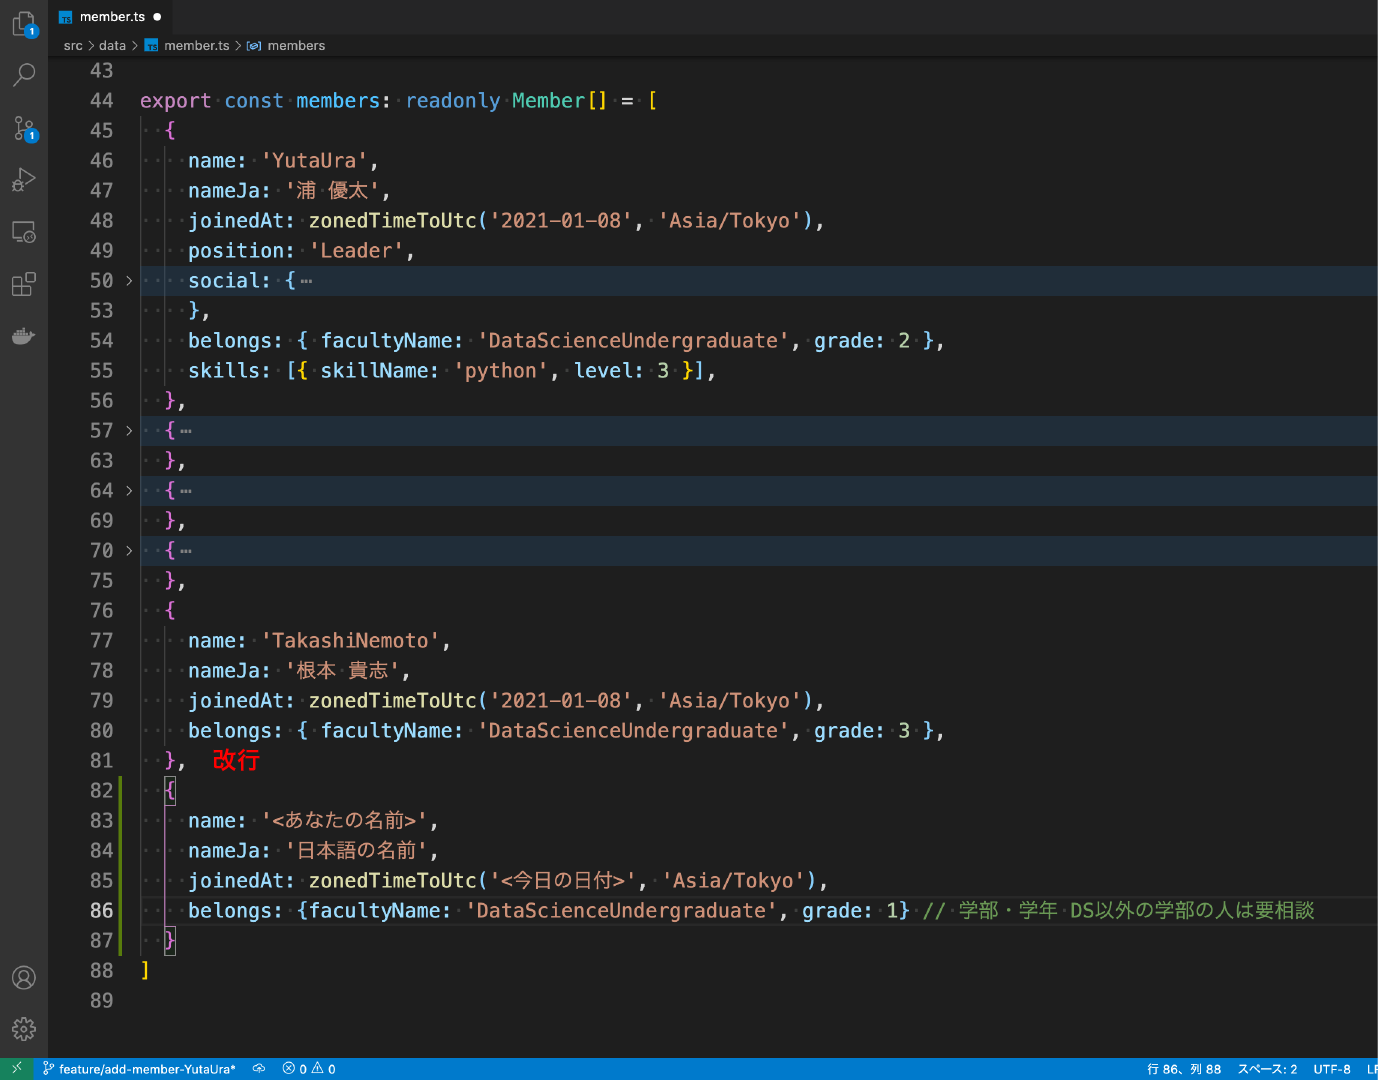 member.ts
src > data > member.ts > members
43
44 export const members: readonly Member[] = [
45 {
46 name: 'YutaUra',
47 nameJa: '浦 優太',
48 joinedAt: zonedTimeToUtc('2021-01-08', 'Asia/Tokyo'),
49 position: 'Leader',
50 social: {…
53 },
54 belongs: { facultyName: 'DataScienceUndergraduate', grade: 2 },
55 skills: [{ skillName: 'python', level: 3 }],
56 },
57 {…
63 },
64 {…
69 },
70 {…
75 },
76 {
77 name: 'TakashiNemoto',
78 nameJa: '根本 貴志',
79 joinedAt: zonedTimeToUtc('2021-01-08', 'Asia/Tokyo'),
80 belongs: { facultyName: 'DataScienceUndergraduate', grade: 3 },
81 }, 改行
82 {
83 name: '<あなたの名前>',
84 nameJa: '日本語の名前',
85 joinedAt: zonedTimeToUtc('<今日の日付>', 'Asia/Tokyo'),
86 belongs: {facultyName: 'DataScienceUndergraduate', grade: 1} // 学部・学年 DS以外の学部の人は要相談
87 }
88 ]
89
1
1
feature/add-member-YutaUra* 0 0 行 86、列 88 スペース: 2 UTF-8 LF